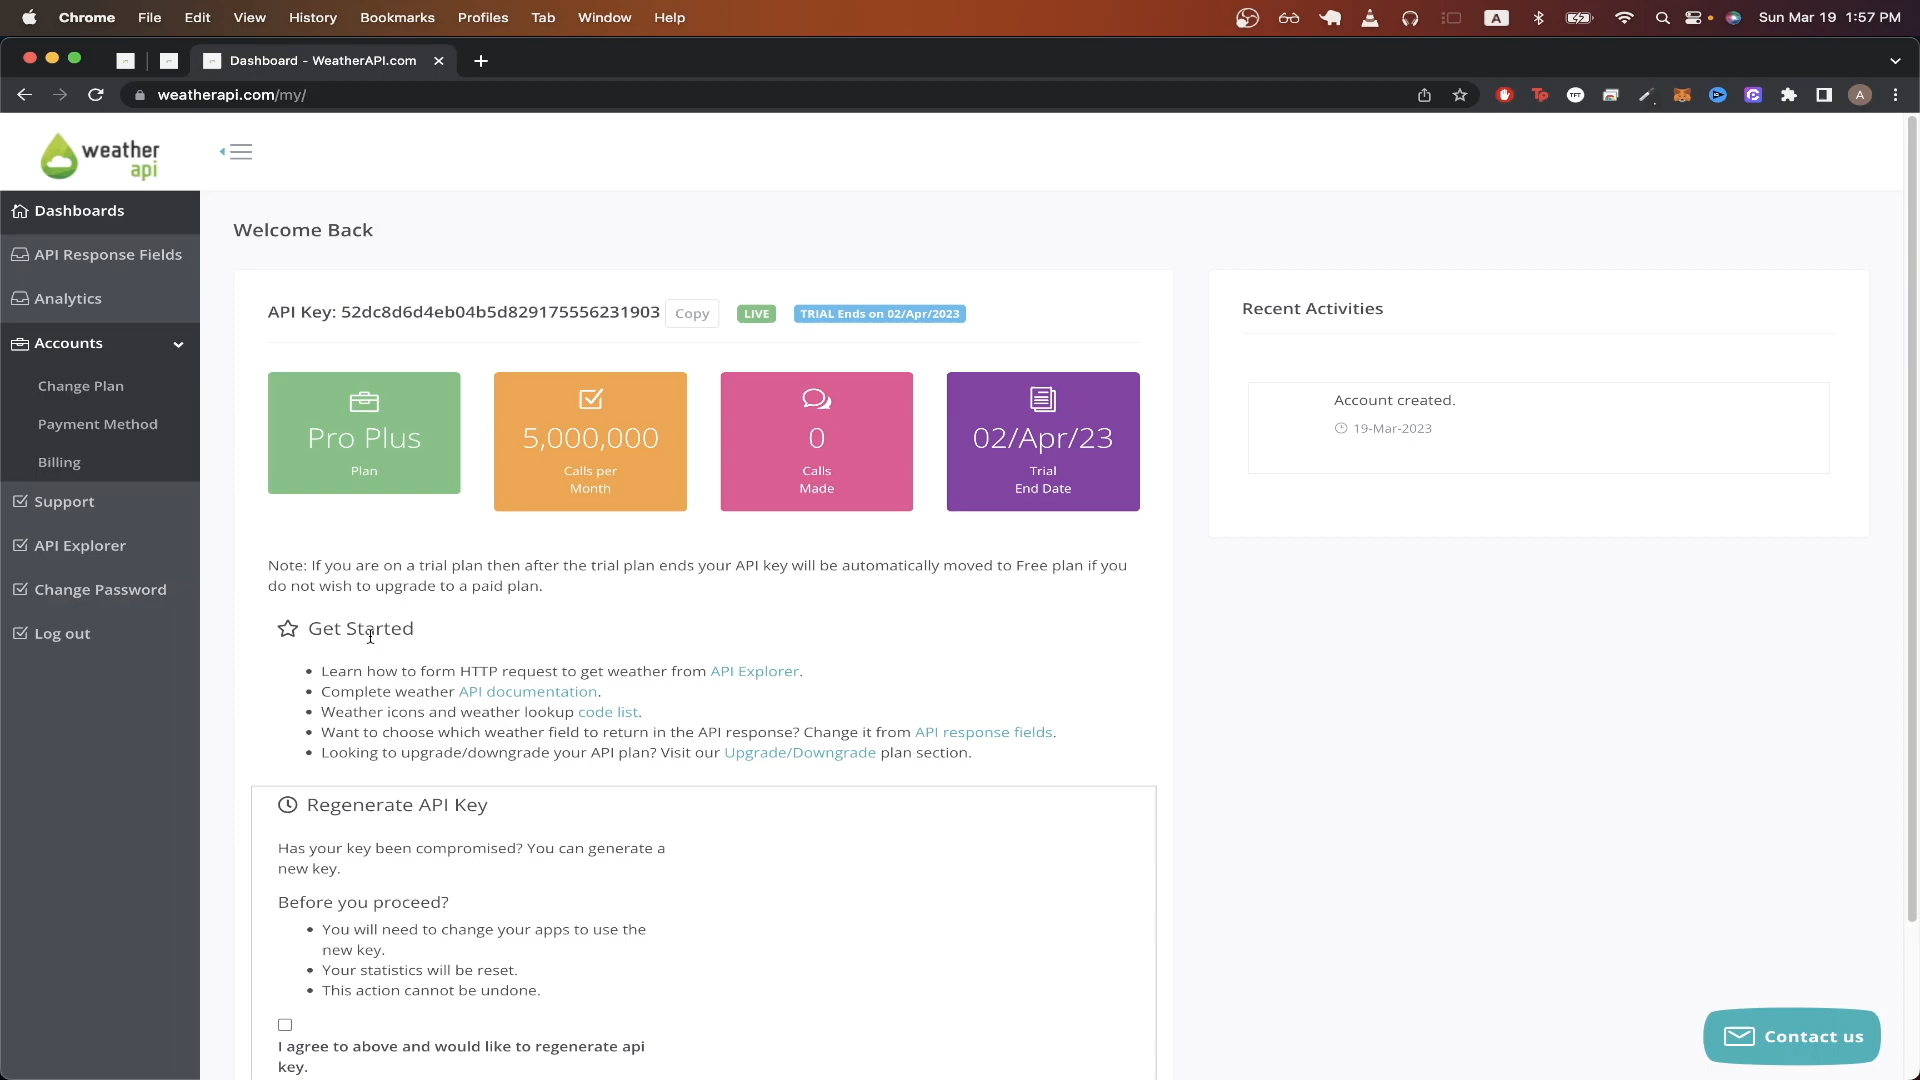 Chrome File Edit View History Bookmarks Profiles Tab Window Help
A
Sun Mar 19 1:57 PM
Dashboard - WeatherAPI.com
weatherapi.com/my/
A
weather
api
Dashboards
API Response Fields
Analytics
Accounts
Change Plan
Payment Method
Billing
Support
API Explorer
Change Password
Log out
Welcome Back
API Key: 52dc8d6d4eb04b5d829175556231903 Copy LIVE TRIAL Ends on 02/Apr/2023
Pro Plus
Plan
5,000,000
Calls per
Month
0
Calls
Made
02/Apr/23
Trial
End Date
Note: If you are on a trial plan then after the trial plan ends your API key will be automatically moved to Free plan if you
do not wish to upgrade to a paid plan.
Get Started
Learn how to form HTTP request to get weather from API Explorer.
Complete weather API documentation.
Weather icons and weather lookup code list.
Want to choose which weather field to return in the API response? Change it from API response fields.
Looking to upgrade/downgrade your API plan? Visit our Upgrade/Downgrade plan section.
Regenerate API Key
Has your key been compromised? You can generate a
new key.
Before you proceed?
You will need to change your apps to use the
new key.
Your statistics will be reset.
This action cannot be undone.
I agree to above and would like to regenerate api
key.
Recent Activities
Account created.
19-Mar-2023
Contact us